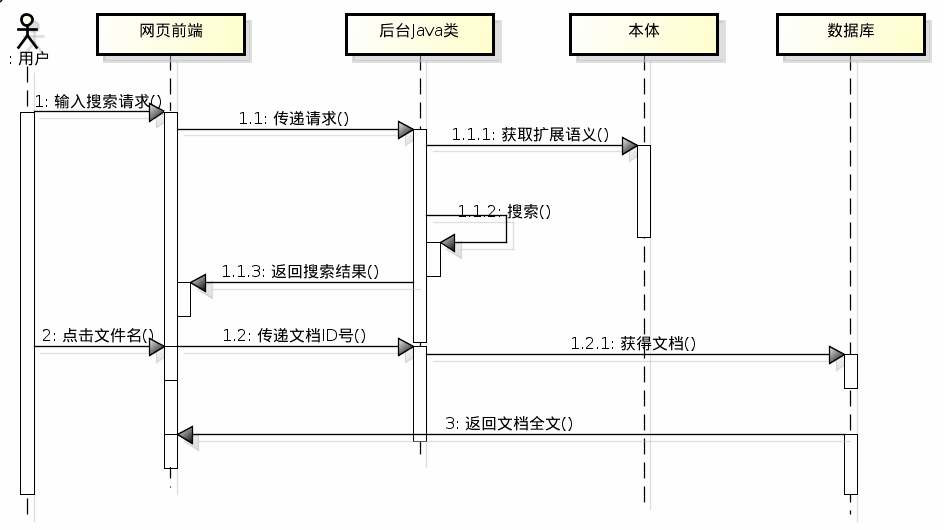 : 用户
网页前端
后台Java类
本体
数据库
1: 输入搜索请求()
1.1: 传递请求()
1.1.1: 获取扩展语义()
1.1.2: 搜索()
1.1.3: 返回搜索结果()
2: 点击文件名()
1.2: 传递文档ID号()
1.2.1: 获得文档()
3: 返回文档全文()